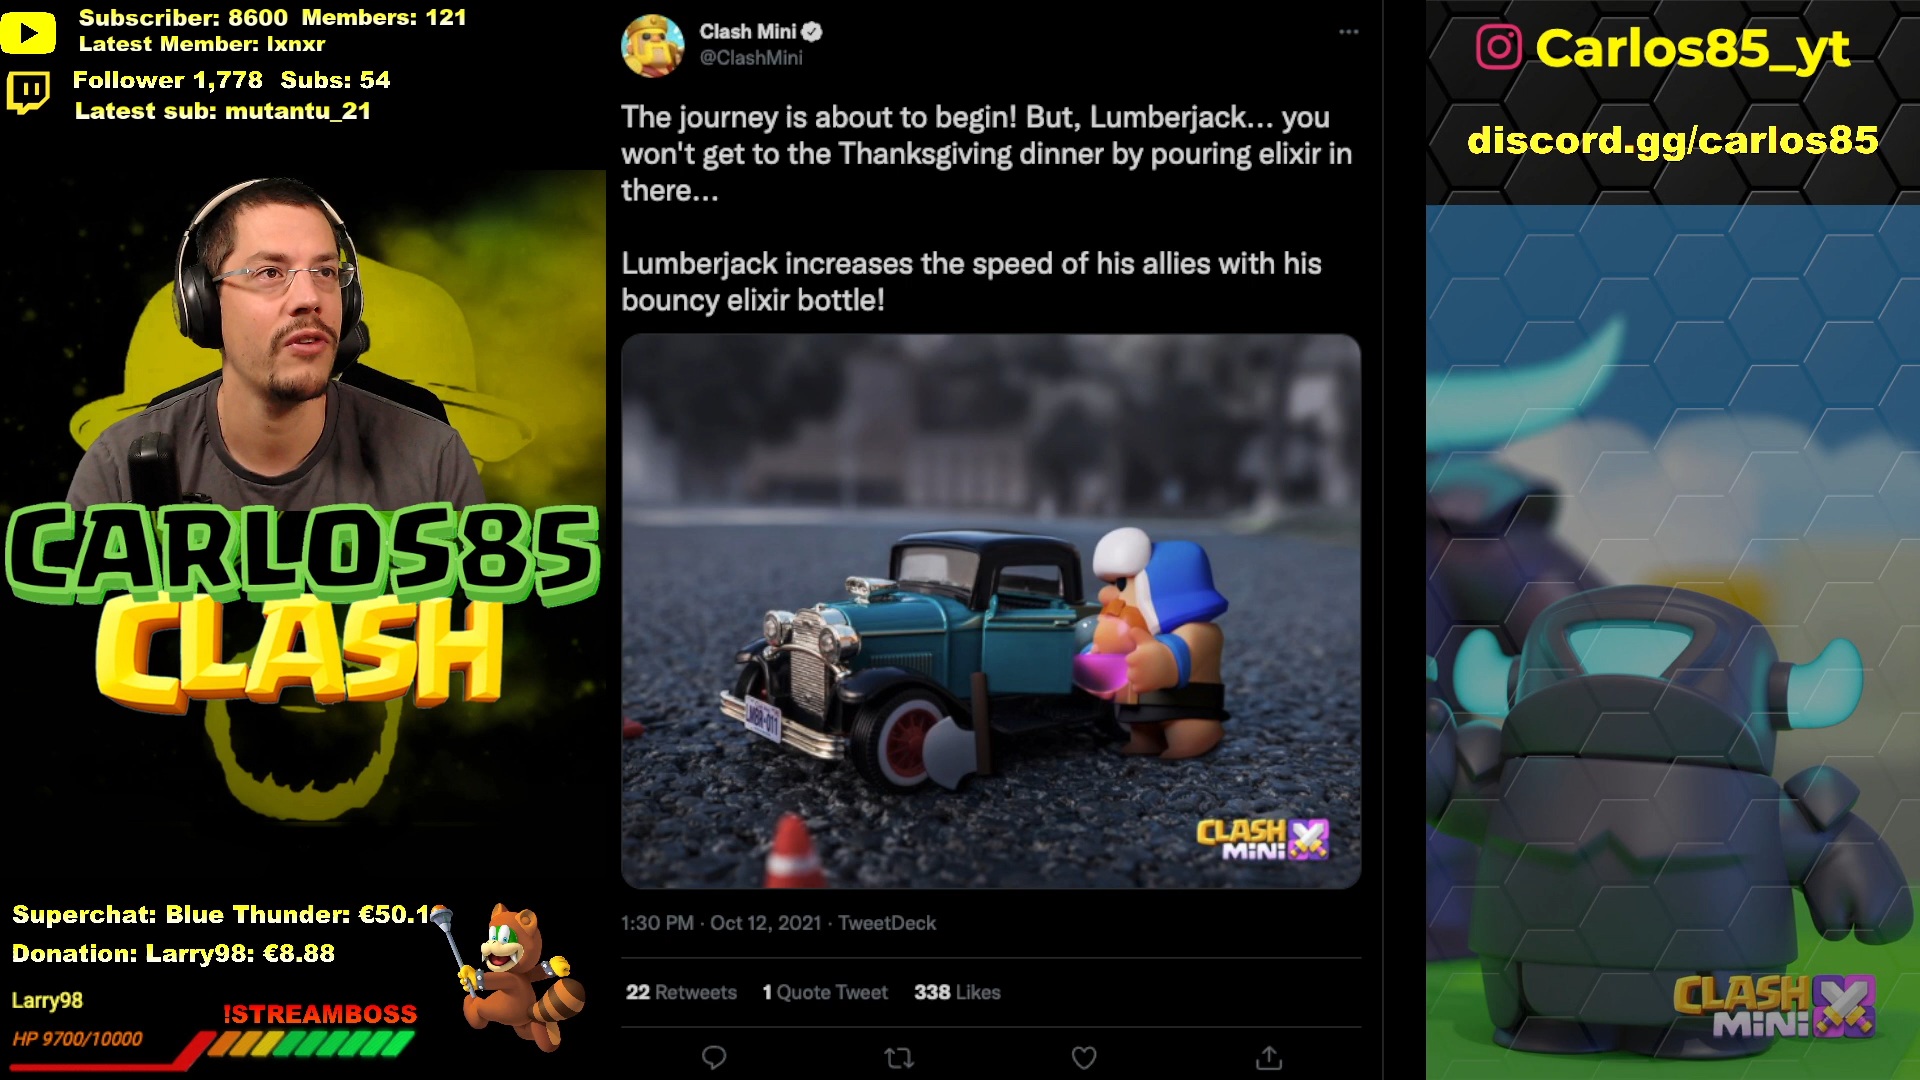 Subscriber: 8600 Members: 121
Latest Member: lxnxr
Follower 1,778 Subs: 54
Latest sub: mutantu_21
CARLOS85
CLASH
Superchat: Blue Thunder: €50.1
Donation: Larry98: €8.88
Larry98
!STREAMBOSS
HP 9700/10000
Clash Mini
@ClashMini
The journey is about to begin! But, Lumberjack... you
won't get to the Thanksgiving dinner by pouring elixir in
there...
Lumberjack increases the speed of his allies with his
bouncy elixir bottle!
LMBR-011
CLASH
MINI
1:30 PM · Oct 12, 2021 · TweetDeck
22 Retweets 1 Quote Tweet 338 Likes
Carlos85_yt
discord.gg/carlos85
CLASH
MINI